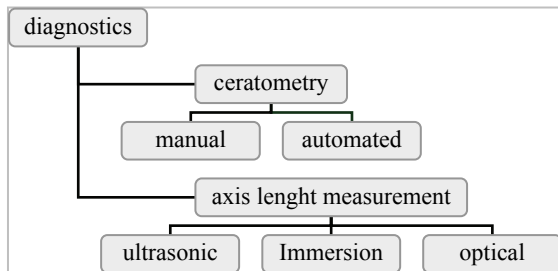 diagnostics
ceratometry
manual
automated
axis lenght measurement
ultrasonic
Immersion
optical